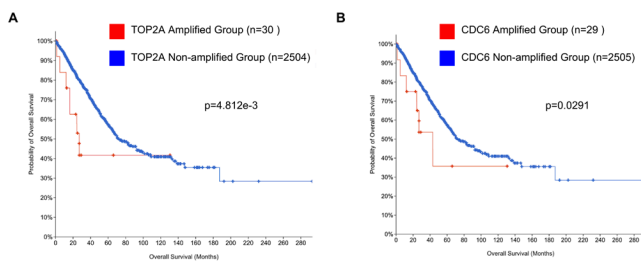 A
TOP2A Amplified Group (n=30 )
TOP2A Non-amplified Group (n=2504)
p=4.812e-3
Probability of Overall Survival
100%
90%
80%
70%
60%
50%
40%
30%
20%
10%
0%
0 20 40 60 80 100 120 140 160 180 200 220 240 260 280
Overall Survival (Months)
B
CDC6 Amplified Group (n=29 )
CDC6 Non-amplified Group (n=2505)
p=0.0291
Probability of Overall Survival
100%
90%
80%
70%
60%
50%
40%
30%
20%
10%
0%
0 20 40 60 80 100 120 140 160 180 200 220 240 260 280
Overall Survival (Months)